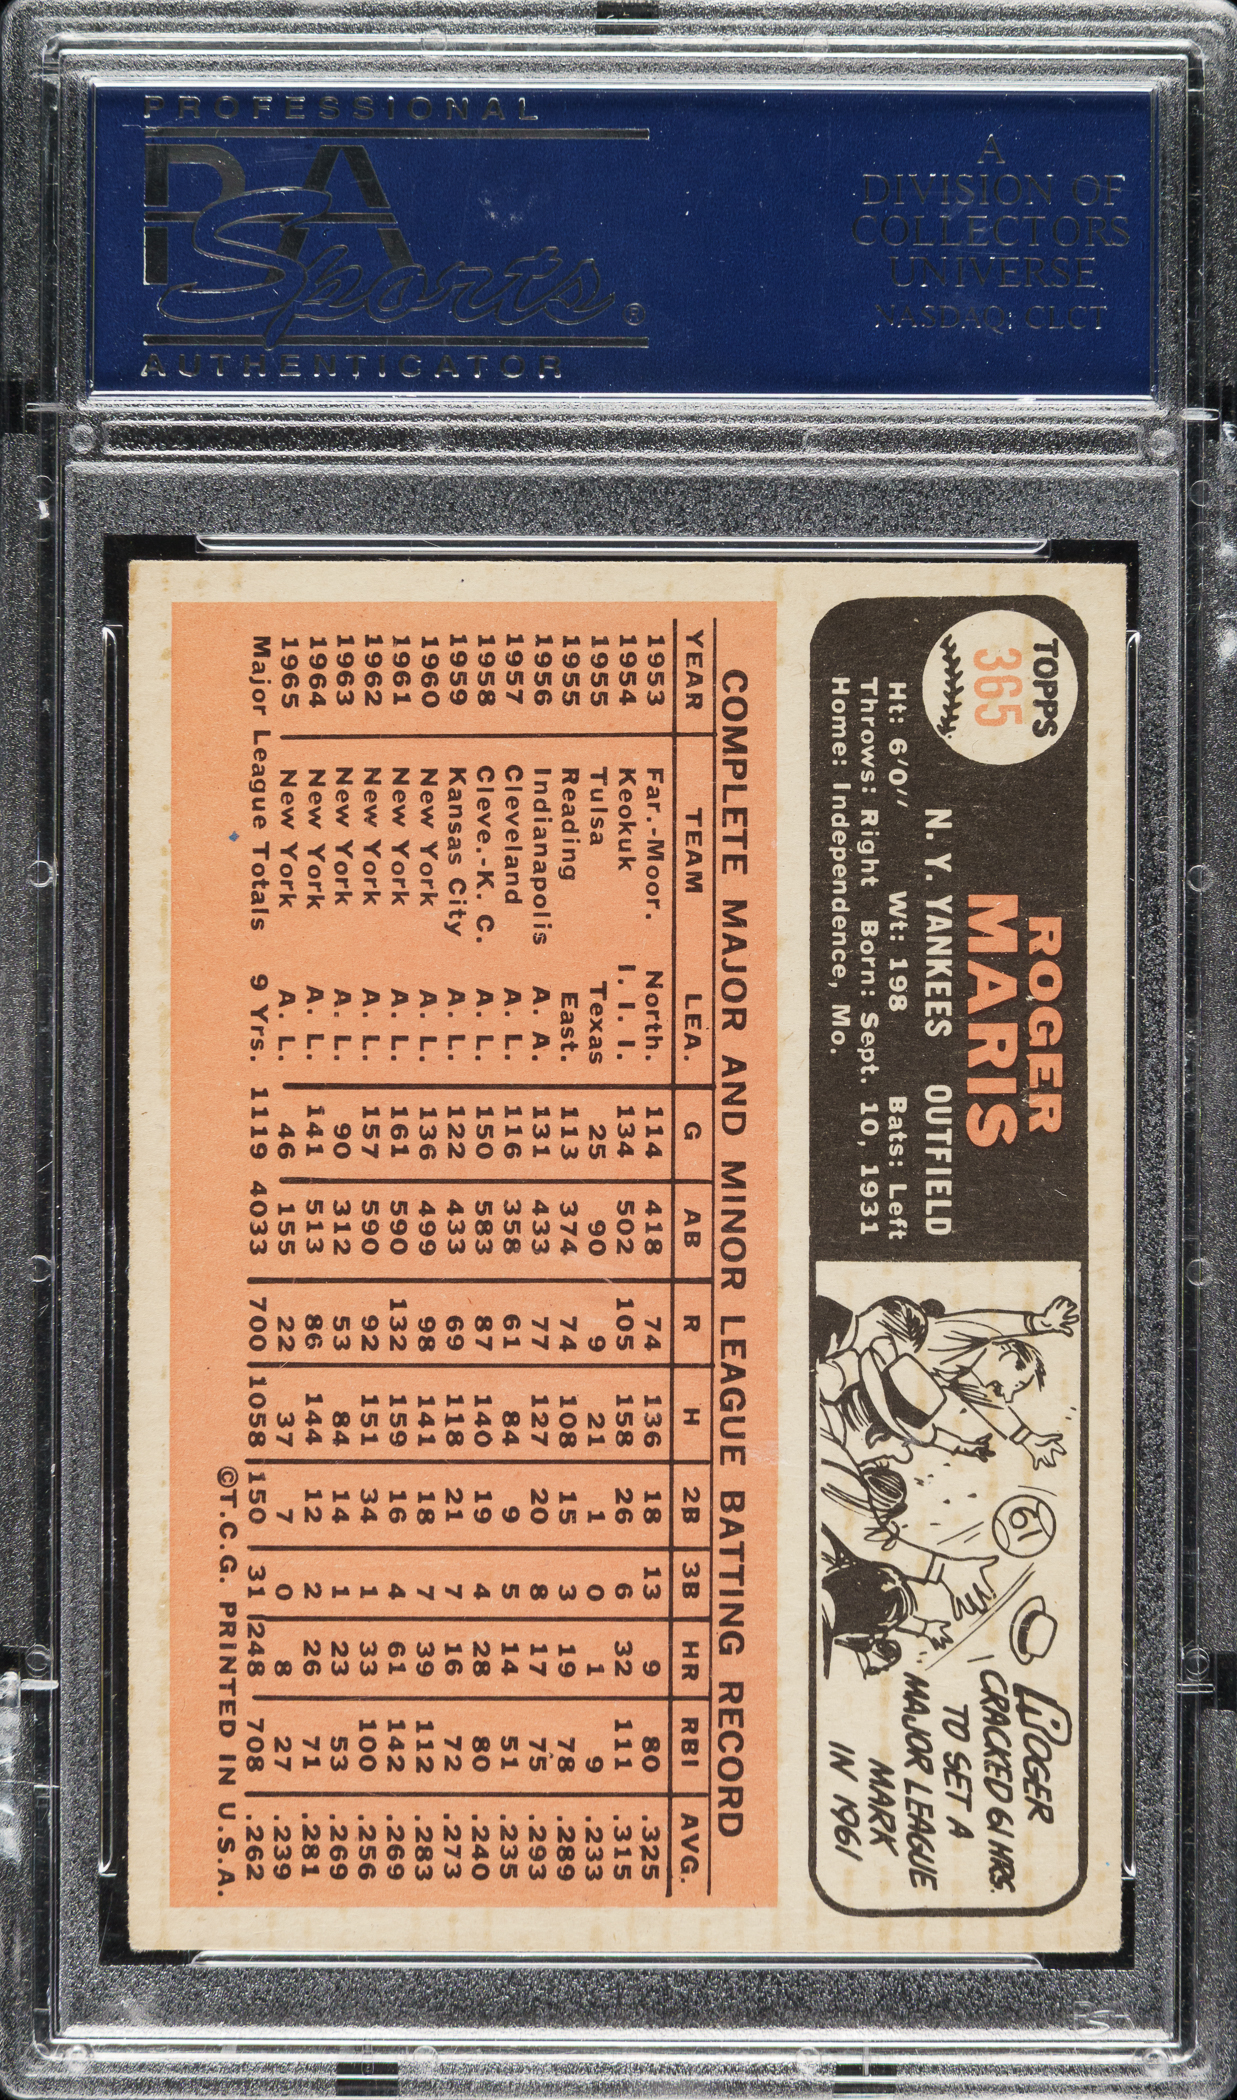 PROFESSIONAL
PSA
Sports®
AUTHENTICATOR
A
DIVISION OF
COLLECTORS
UNIVERSE
NASDAQ: CLCT
TOPPS
365
ROGER
MARIS
N. Y. YANKEES OUTFIELD
Ht: 6'0'' Wt: 198 Bats: Left
Throws: Right Born: Sept. 10, 1931
Home: Independence, Mo.
61
ROGER
CRACKED 61 HRS.
TO SET A
MAJOR LEAGUE
MARK
IN 1961
COMPLETE MAJOR AND MINOR LEAGUE BATTING RECORD
YEAR TEAM LEA. G AB R H 2B 3B HR RBI AVG.
1953 Far.-Moor. North. 114 418 74 136 18 13 9 80 .325
1954 Keokuk I. I. I. 134 502 105 158 26 6 32 111 .315
1955 Tulsa Texas 25 90 9 21 1 0 1 9 .233
1955 Reading East. 113 374 74 108 15 3 19 78 .289
1956 Indianapolis A. A. 131 433 77 127 20 8 17 75 .293
1957 Cleveland A. L. 116 358 61 84 9 5 14 51 .235
1958 Cleve.-K. C. A. L. 150 583 87 140 19 4 28 80 .240
1959 Kansas City A. L. 122 433 69 118 21 7 16 72 .273
1960 New York A. L. 136 499 98 141 18 7 39 112 .283
1961 New York A. L. 161 590 132 159 16 4 61 142 .269
1962 New York A. L. 157 590 92 151 34 1 33 100 .256
1963 New York A. L. 90 312 53 84 14 1 23 53 .269
1964 New York A. L. 141 513 86 144 12 2 26 71 .281
1965 New York A. L. 46 155 22 37 7 0 8 27 .239
Major League Totals 9 Yrs. 1119 4033 700 1058 150 31 248 708 .262
©T.C.G. PRINTED IN U.S.A.